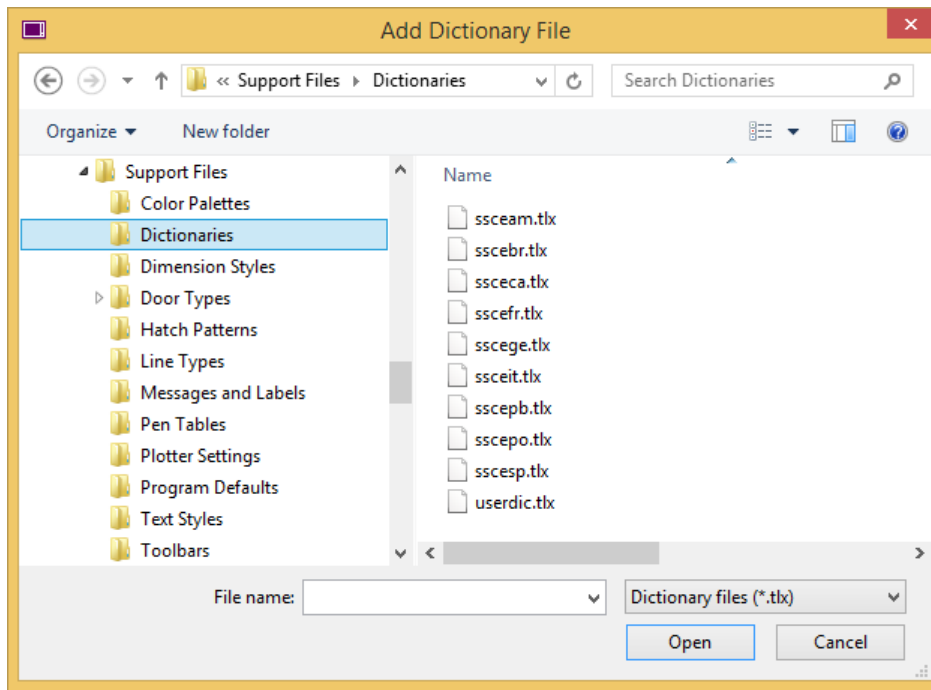 Add Dictionary File
« Support Files Dictionaries
Search Dictionaries
Organize New folder
Support Files
Color Palettes
Dictionaries
Dimension Styles
Door Types
Hatch Patterns
Line Types
Messages and Labels
Pen Tables
Plotter Settings
Program Defaults
Text Styles
Toolbars
Name
ssceam.tlx
sscebr.tlx
ssceca.tlx
sscefr.tlx
sscege.tlx
ssceit.tlx
sscepb.tlx
sscepo.tlx
sscesp.tlx
userdic.tlx
File name:
Dictionary files (*.tlx)
Open Cancel